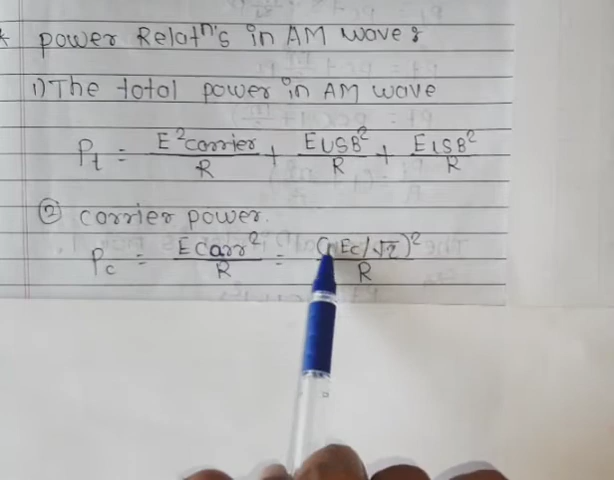 * Power Relatⁿ's in AM wave :
1) The total power in AM wave
Pt = E²carrier/R + EUSB²/R + ELSB²/R
② carrier power.
Pc = Ecarr²/R = (Ec/√2)²/R